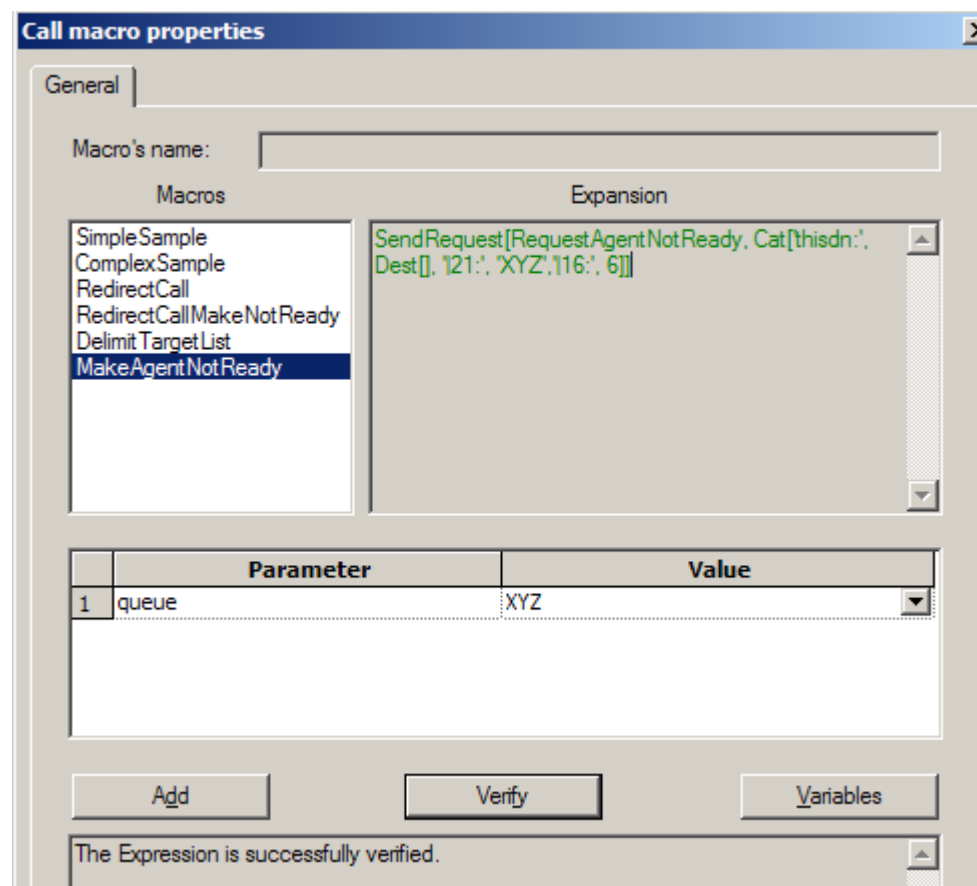 Call macro properties
General
Macro's name:
Macros
Expansion
SimpleSample
ComplexSample
RedirectCall
RedirectCallMakeNotReady
DelimitTargetList
MakeAgentNotReady
SendRequest[RequestAgentNotReady, Cat['thisdn:',
Dest[], '|21:', 'XYZ','|16:', 6]]
Parameter Value
1 queue XYZ
Add Verify Variables
The Expression is successfully verified.